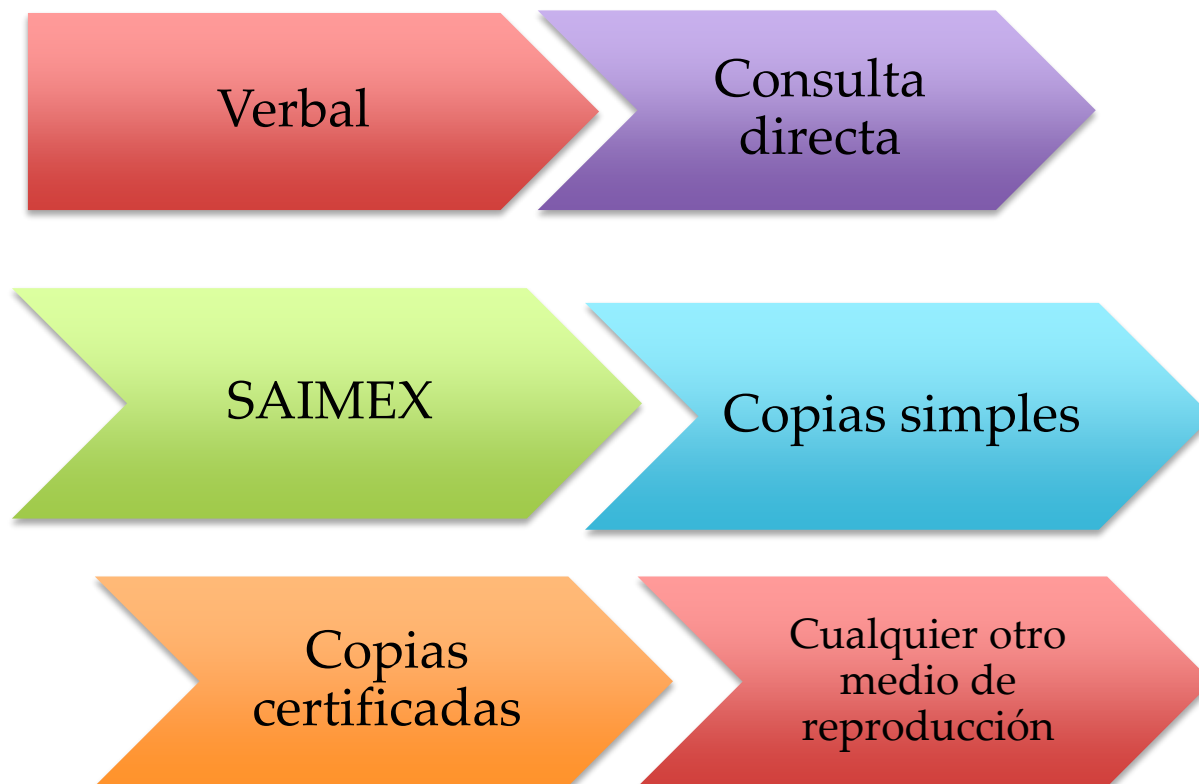 Verbal
Consulta
directa
SAIMEX
Copias simples
Copias
certificadas
Cualquier otro
medio de
reproducción